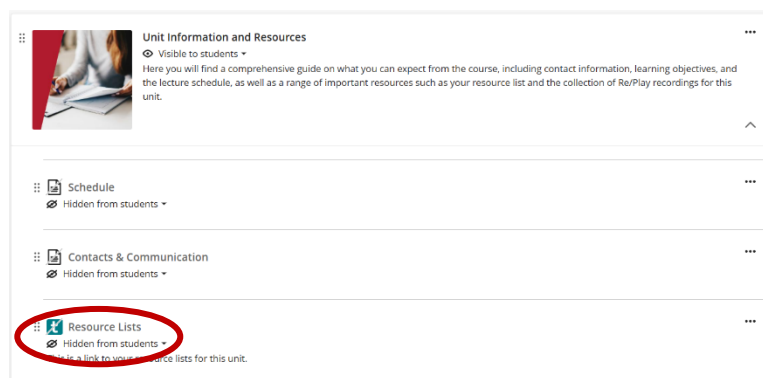 Unit Information and Resources
Visible to students
Here you will find a comprehensive guide on what you can expect from the course, including contact information, learning objectives, and
the lecture schedule, as well as a range of important resources such as your resource list and the collection of Re/Play recordings for this
unit.
Schedule
Hidden from students
Contacts & Communication
Hidden from students
Resource Lists
Hidden from students
This is a link to your resource lists for this unit.